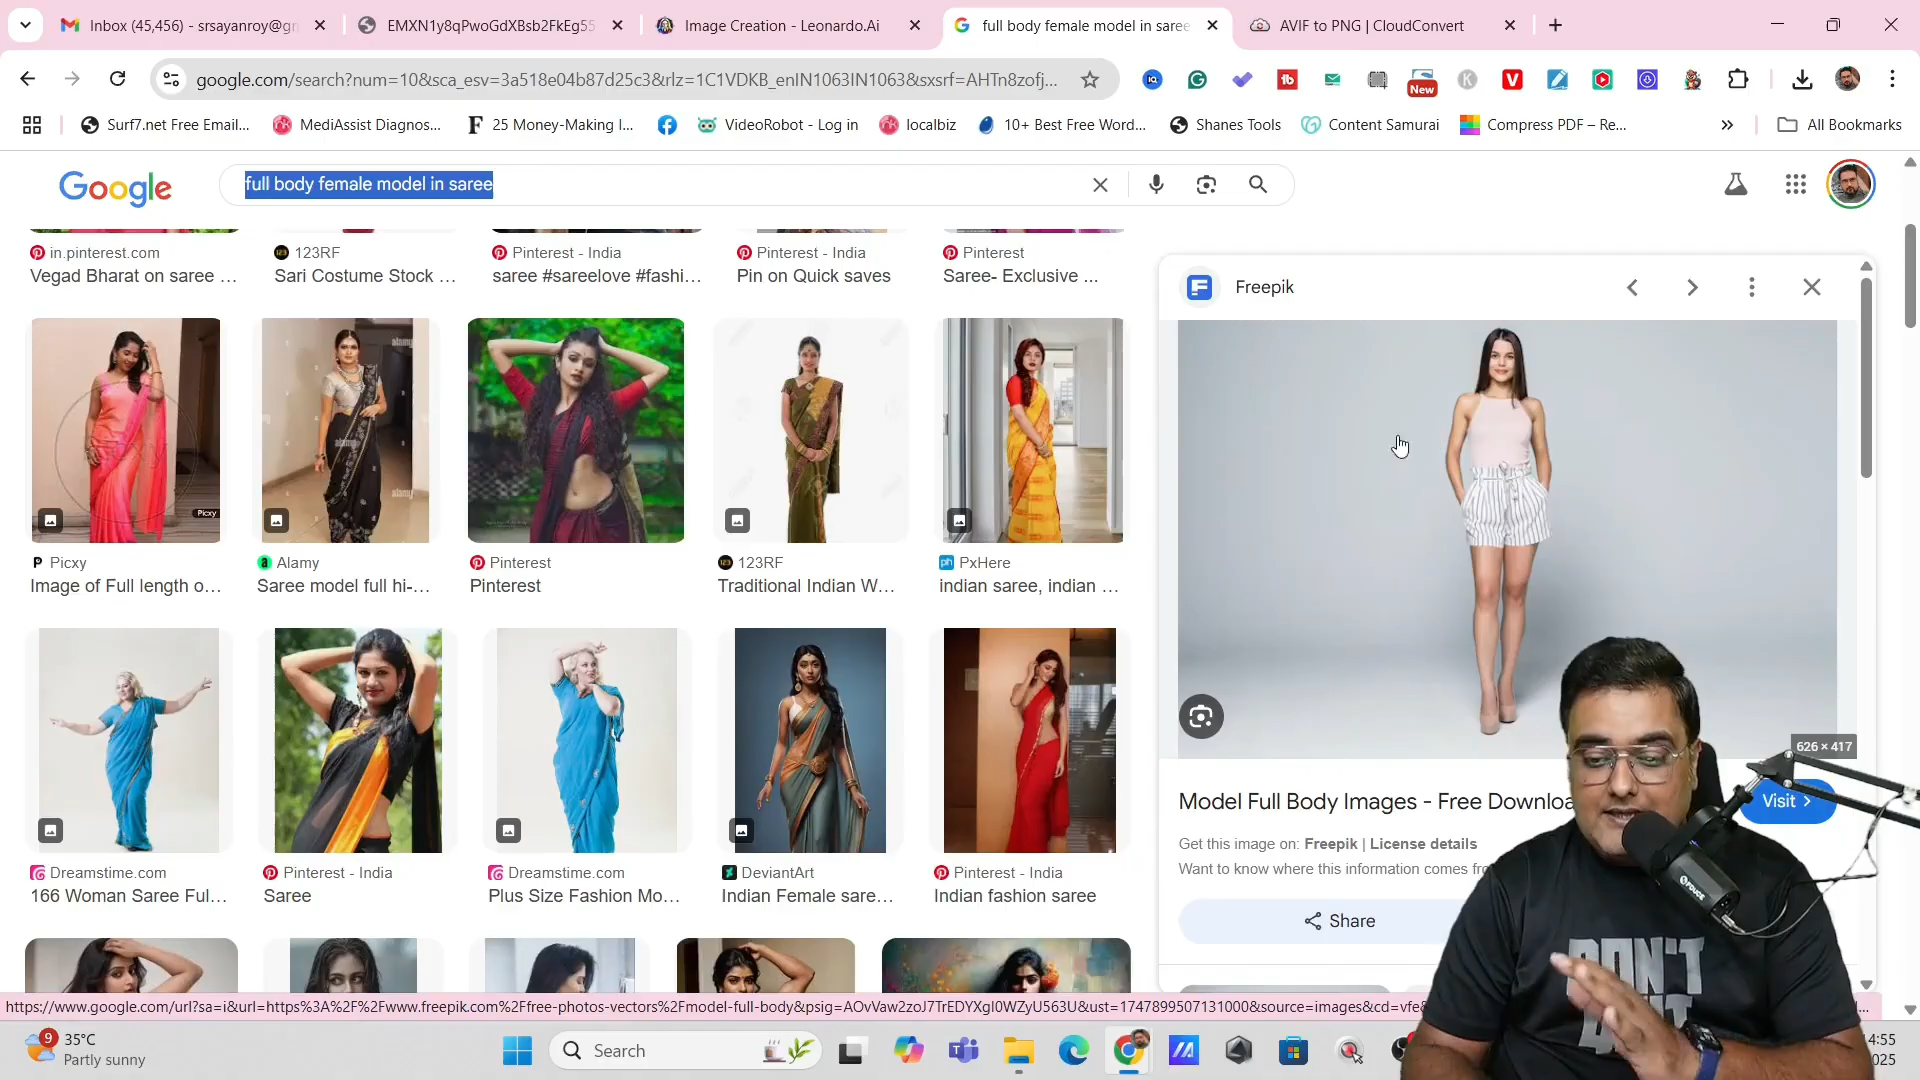 Inbox (45,456) - srsayanroy@gn
EMXN1y8qPwoGdXBsb2FkEg55
Image Creation - Leonardo.Ai
full body female model in saree
AVIF to PNG | CloudConvert
google.com/search?num=10&sca_esv=3a518e04b87d25c3&rlz=1C1VDKB_enIN1063IN1063&sxsrf=AHTn8zofj...
New
Surf7.net Free Email...
MediAssist Diagnos...
25 Money-Making I...
VideoRobot - Log in
localbiz
10+ Best Free Word...
Shanes Tools
Content Samurai
Compress PDF – Re...
All Bookmarks
Google
full body female model in saree
in.pinterest.com
123RF
Pinterest - India
Pinterest - India
Pinterest
Vegad Bharat on saree ...
Sari Costume Stock ...
saree #sareelove #fashi...
Pin on Quick saves
Saree- Exclusive ...
Freepik
alamy
alamy
alamy
Picxy
Picxy
Alamy
Pinterest
123RF
PxHere
Image of Full length o...
Saree model full hi-...
Pinterest
Traditional Indian W...
indian saree, indian ...
626 × 417
Model Full Body Images - Free Downloa
Visit
Get this image on: Freepik | License details
Want to know where this information comes fro
Share
Dreamstime.com
Pinterest - India
Dreamstime.com
DeviantArt
Pinterest - India
166 Woman Saree Ful...
Saree
Plus Size Fashion Mo...
Indian Female sare...
Indian fashion saree
FDUCE
DON'T
https://www.google.com/url?sa=i&url=https%3A%2F%2Fwww.freepik.com%2Ffree-photos-vectors%2Fmodel-full-body&psig=AOvVaw2zoJ7TrEDYXgI0WZyU563U&ust=1747899507131000&source=images&cd=vfe&
9
35°C
Partly sunny
Search
4:55
2025